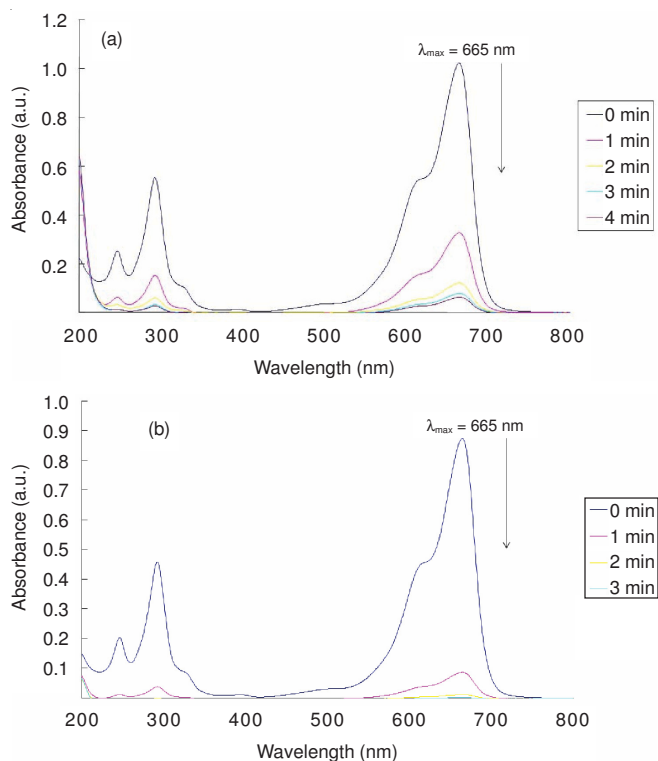 (a)
λmax = 665 nm
1.2
1.0
0.8
0.6
0.4
0.2
Absorbance (a.u.)
200 300 400 500 600 700 800
Wavelength (nm)
0 min
1 min
2 min
3 min
4 min
(b)
λmax = 665 nm
1.0
0.9
0.8
0.7
0.6
0.5
0.4
0.3
0.2
0.1
Absorbance (a.u.)
200 300 400 500 600 700 800
Wavelength (nm)
0 min
1 min
2 min
3 min